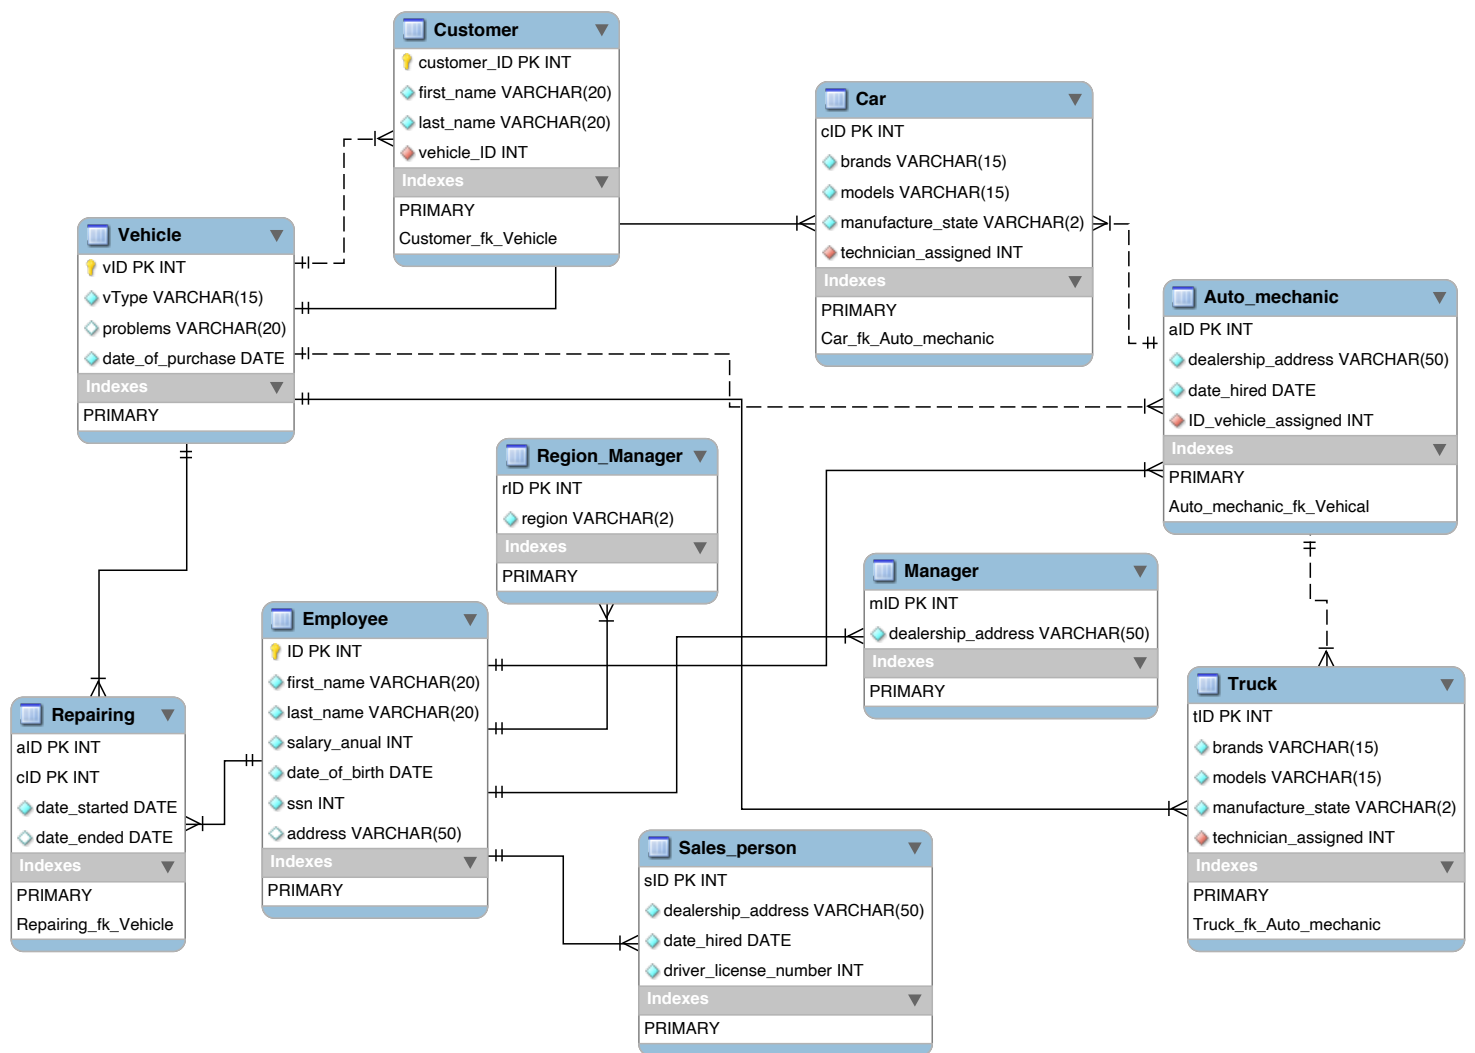 Customer
customer_ID PK INT
first_name VARCHAR(20)
last_name VARCHAR(20)
vehicle_ID INT
Indexes
PRIMARY
Customer_fk_Vehicle
Car
cID PK INT
brands VARCHAR(15)
models VARCHAR(15)
manufacture_state VARCHAR(2)
technician_assigned INT
Indexes
PRIMARY
Car_fk_Auto_mechanic
Vehicle
vID PK INT
vType VARCHAR(15)
problems VARCHAR(20)
date_of_purchase DATE
Indexes
PRIMARY
Auto_mechanic
aID PK INT
dealership_address VARCHAR(50)
date_hired DATE
ID_vehicle_assigned INT
Indexes
PRIMARY
Auto_mechanic_fk_Vehical
Region_Manager
rID PK INT
region VARCHAR(2)
Indexes
PRIMARY
Manager
mID PK INT
dealership_address VARCHAR(50)
Indexes
PRIMARY
Employee
ID PK INT
first_name VARCHAR(20)
last_name VARCHAR(20)
salary_anual INT
date_of_birth DATE
ssn INT
address VARCHAR(50)
Indexes
PRIMARY
Repairing
aID PK INT
cID PK INT
date_started DATE
date_ended DATE
Indexes
PRIMARY
Repairing_fk_Vehicle
Truck
tID PK INT
brands VARCHAR(15)
models VARCHAR(15)
manufacture_state VARCHAR(2)
technician_assigned INT
Indexes
PRIMARY
Truck_fk_Auto_mechanic
Sales_person
sID PK INT
dealership_address VARCHAR(50)
date_hired DATE
driver_license_number INT
Indexes
PRIMARY